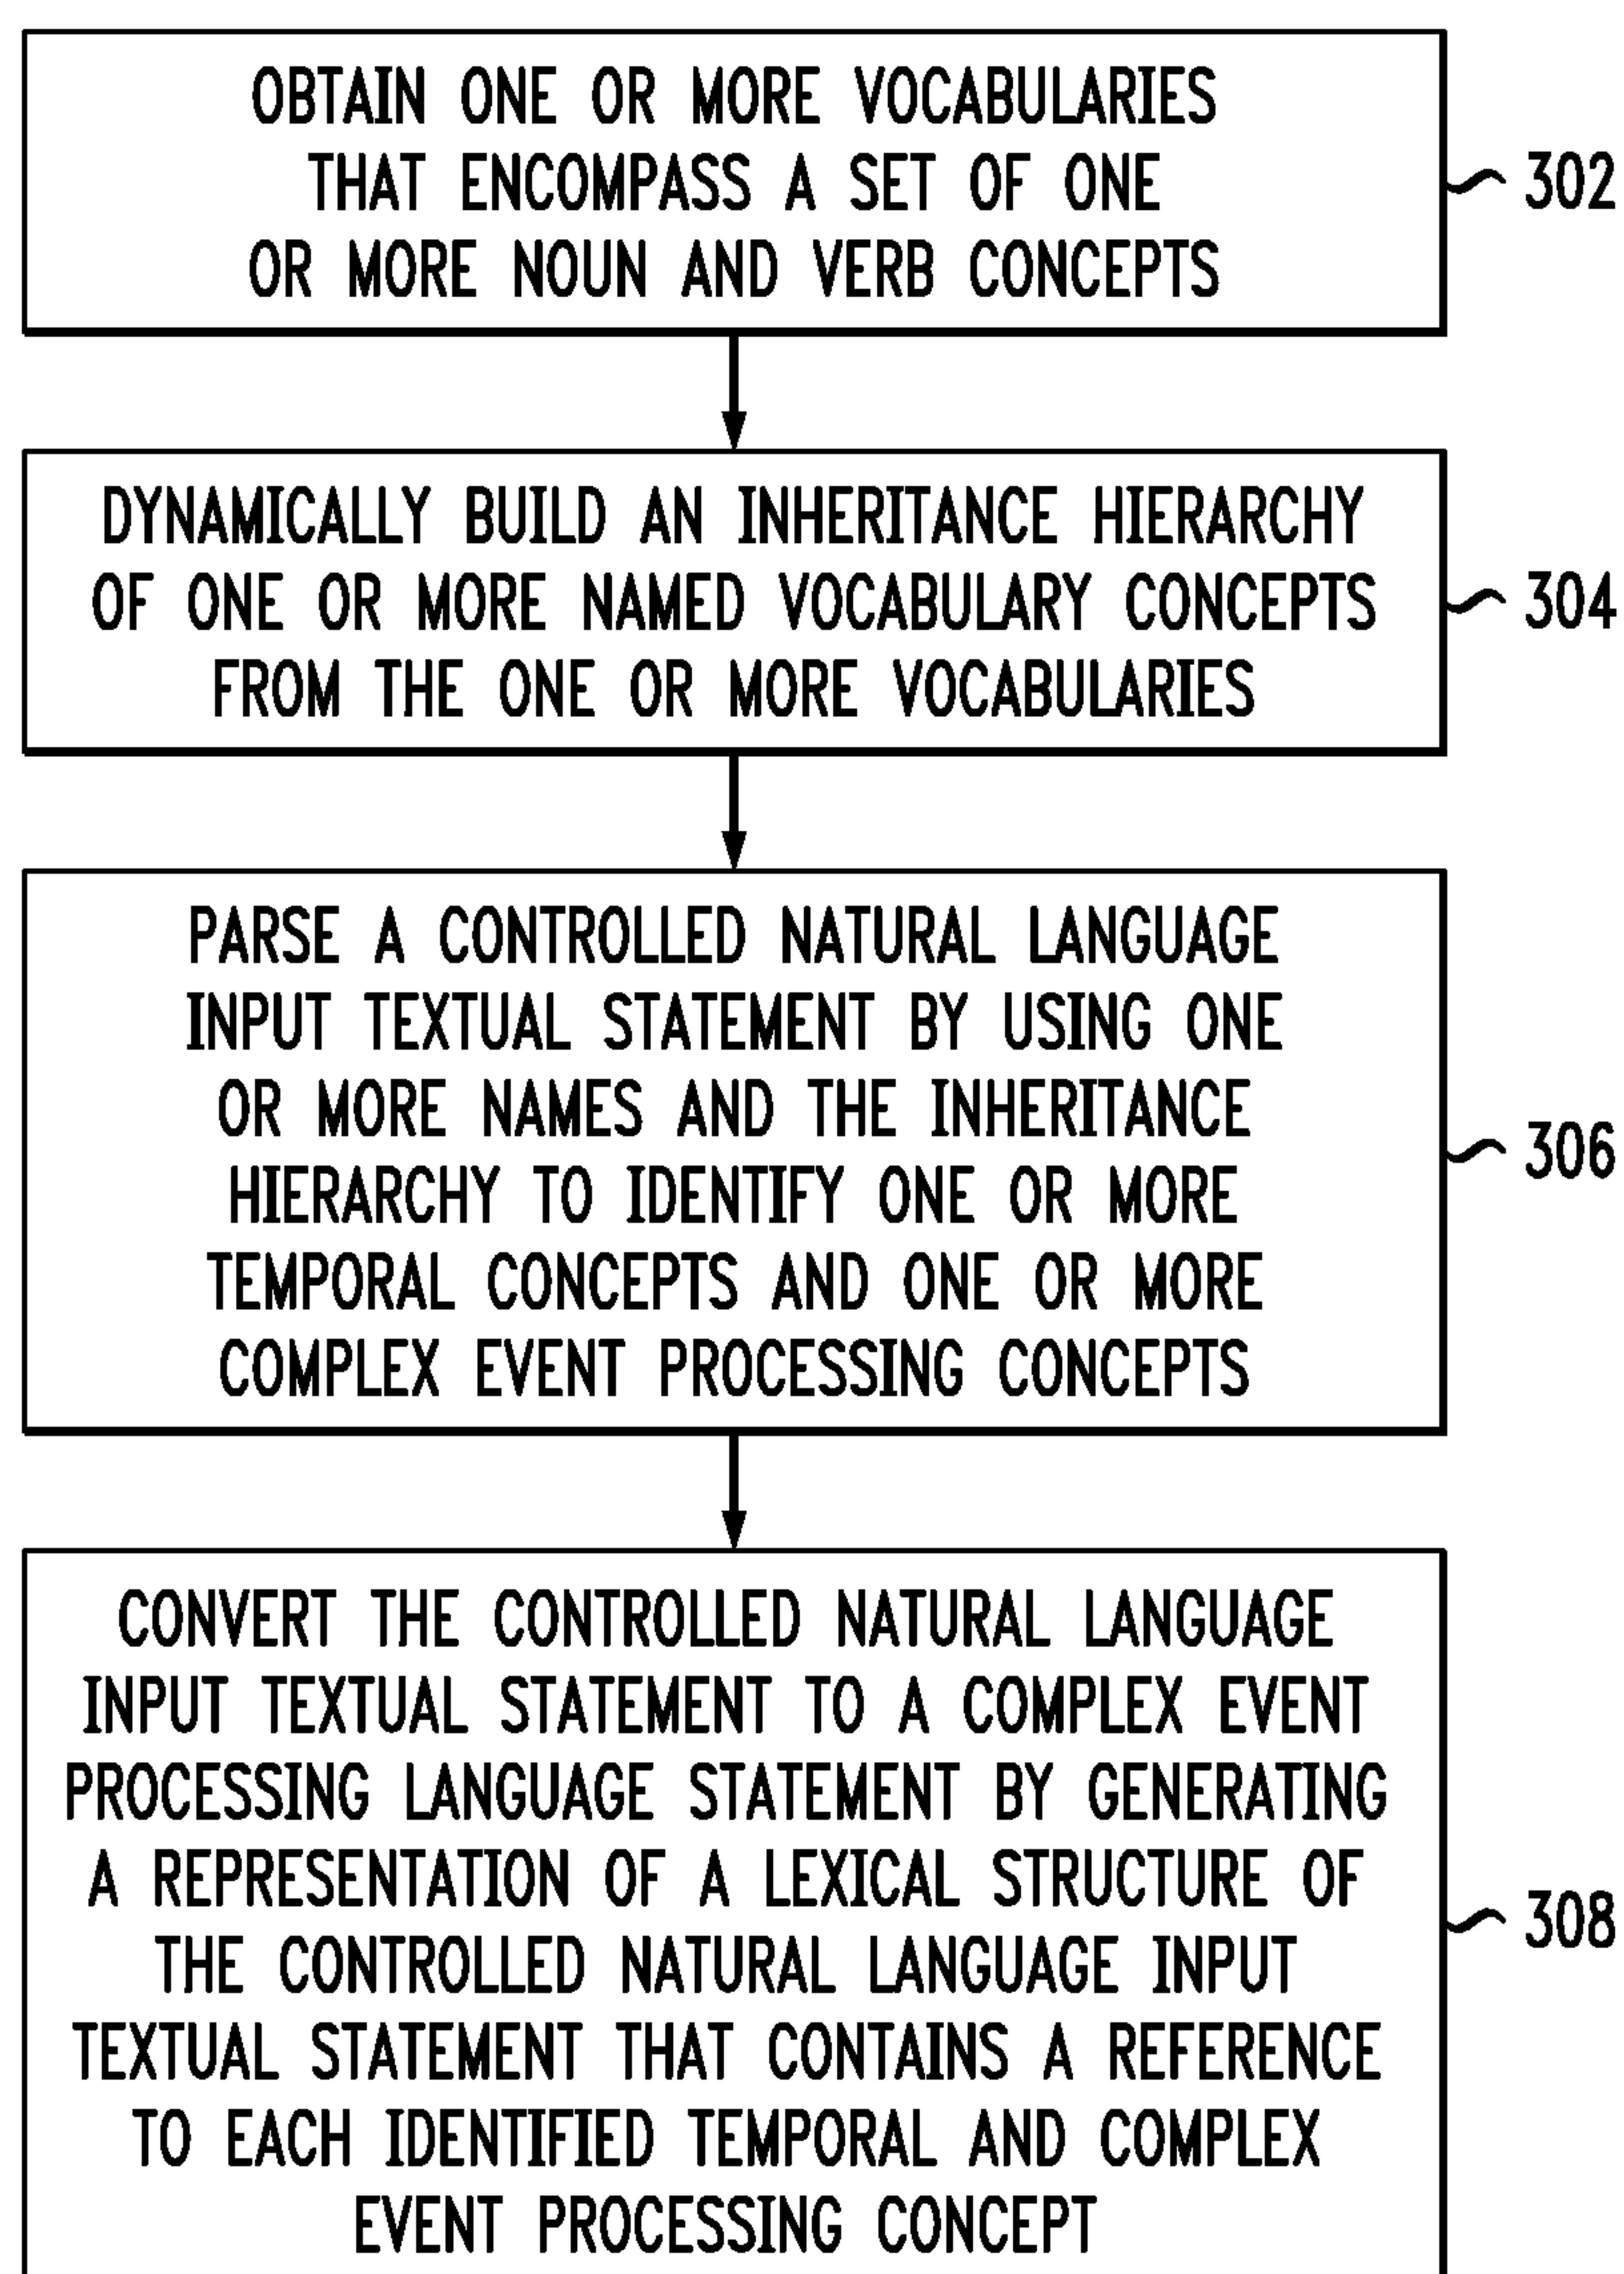 OBTAIN ONE OR MORE VOCABULARIES
THAT ENCOMPASS A SET OF ONE
OR MORE NOUN AND VERB CONCEPTS
302
DYNAMICALLY BUILD AN INHERITANCE HIERARCHY
OF ONE OR MORE NAMED VOCABULARY CONCEPTS
FROM THE ONE OR MORE VOCABULARIES
304
PARSE A CONTROLLED NATURAL LANGUAGE
INPUT TEXTUAL STATEMENT BY USING ONE
OR MORE NAMES AND THE INHERITANCE
HIERARCHY TO IDENTIFY ONE OR MORE
TEMPORAL CONCEPTS AND ONE OR MORE
COMPLEX EVENT PROCESSING CONCEPTS
306
CONVERT THE CONTROLLED NATURAL LANGUAGE
INPUT TEXTUAL STATEMENT TO A COMPLEX EVENT
PROCESSING LANGUAGE STATEMENT BY GENERATING
A REPRESENTATION OF A LEXICAL STRUCTURE OF
THE CONTROLLED NATURAL LANGUAGE INPUT
TEXTUAL STATEMENT THAT CONTAINS A REFERENCE
TO EACH IDENTIFIED TEMPORAL AND COMPLEX
EVENT PROCESSING CONCEPT
308